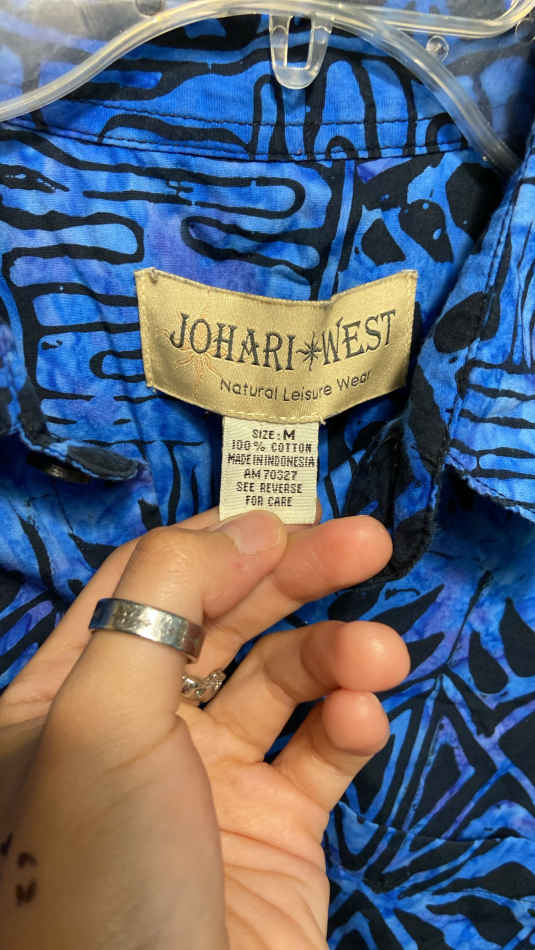 JOHARI WEST
Natural Leisure Wear
SIZE: M
100% COTTON
MADE IN INDONESIA
AM 70327
SEE REVERSE
FOR CARE